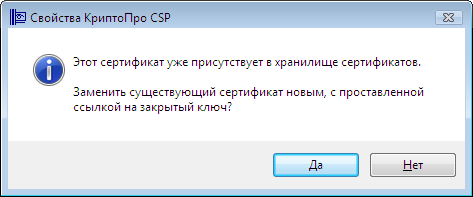 Свойства КриптоПро CSP
Этот сертификат уже присутствует в хранилище сертификатов.
Заменить существующий сертификат новым, с проставленной
ссылкой на закрытый ключ?
Да
Нет